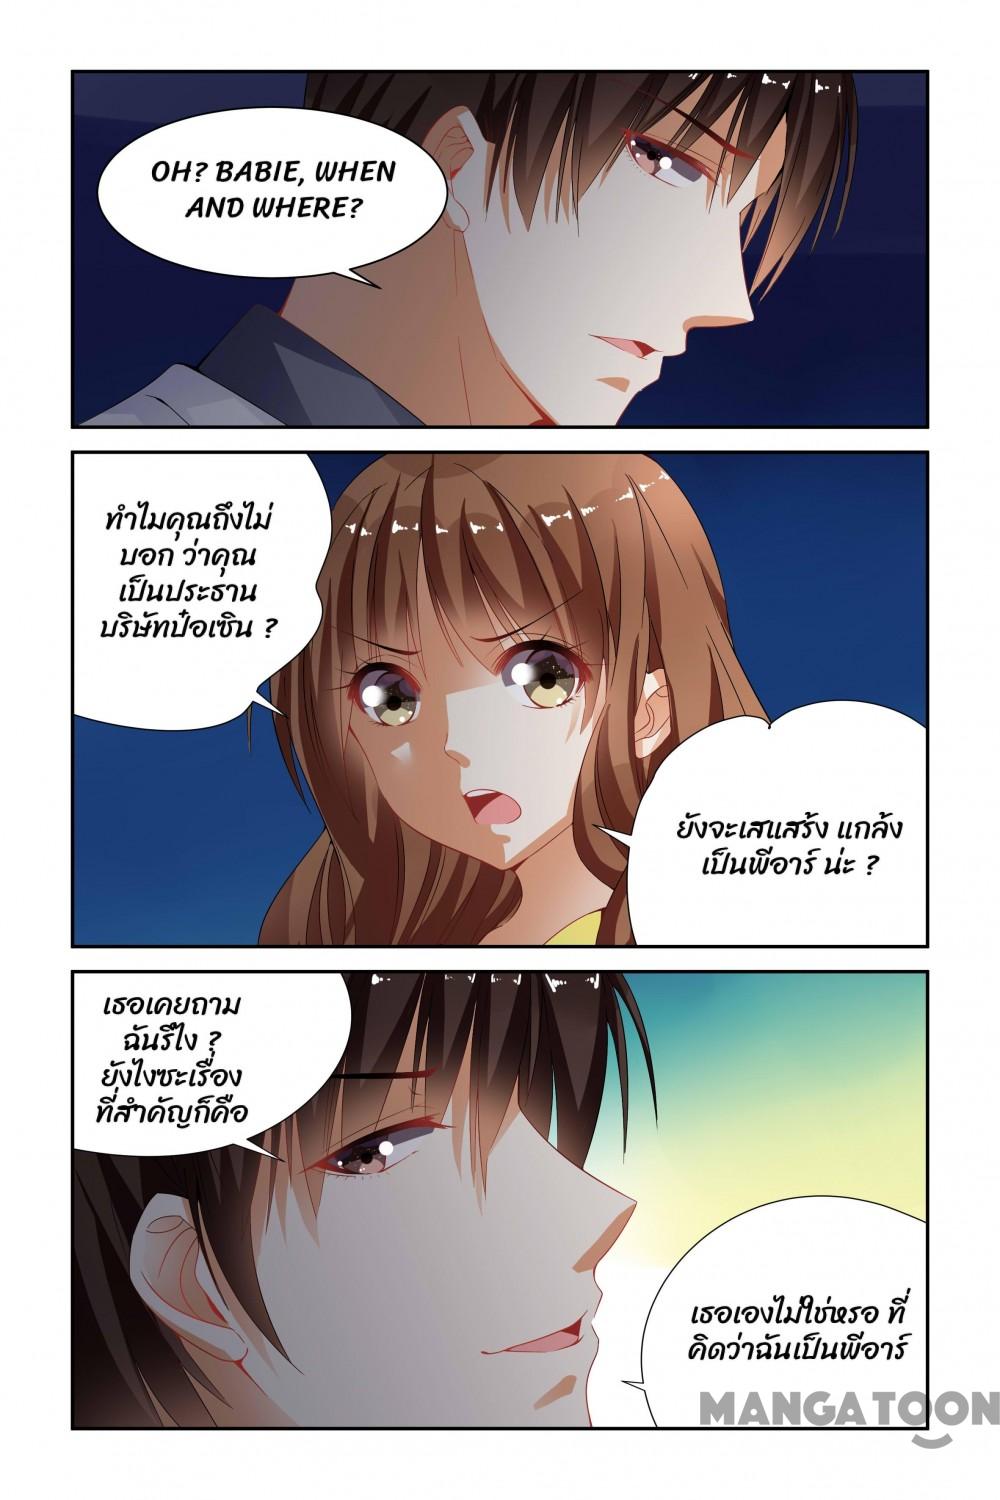 OH? BABIE, WHEN
AND WHERE?
ทำไมคุณถึงไม่
บอก ว่าคุณ
เป็นประธาน
บริษัทป๋อเซิน ?
ยังจะเสแสร้ง แกล้ง
เป็นพีอาร์ น่ะ ?
เธอเคยถาม
ฉันรึไง ?
ยังไงซะเรื่อง
ที่สำคัญก็คือ
เธอเองไม่ใช่หรอ ที่
คิดว่าฉันเป็นพีอาร์
MANGATOON